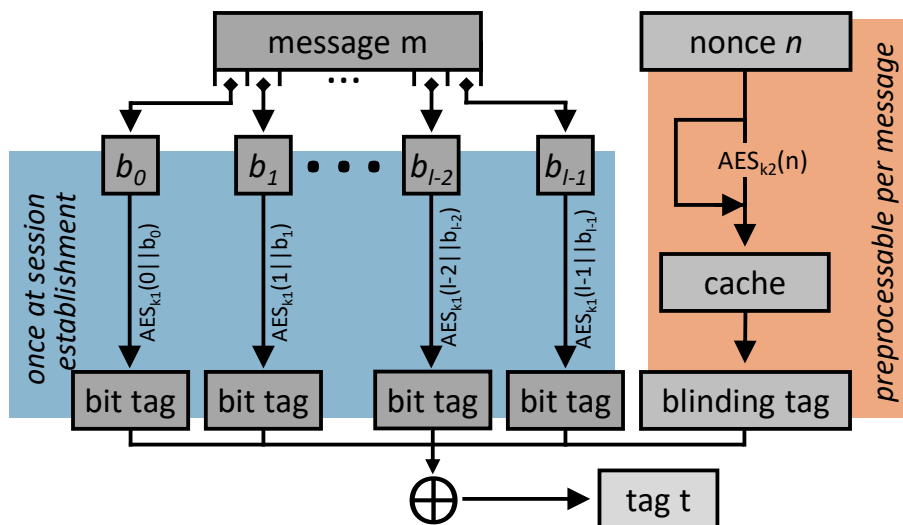 message m
nonce n
...
b0
b1
bl-2
bl-1
once at session
establishment
AESk1(0||b0)
AESk1(1||b1)
AESk1(l-2||bl-2)
AESk1(l-1||bl-1)
AESk2(n)
preprocessable per message
cache
bit tag
bit tag
bit tag
bit tag
blinding tag
tag t